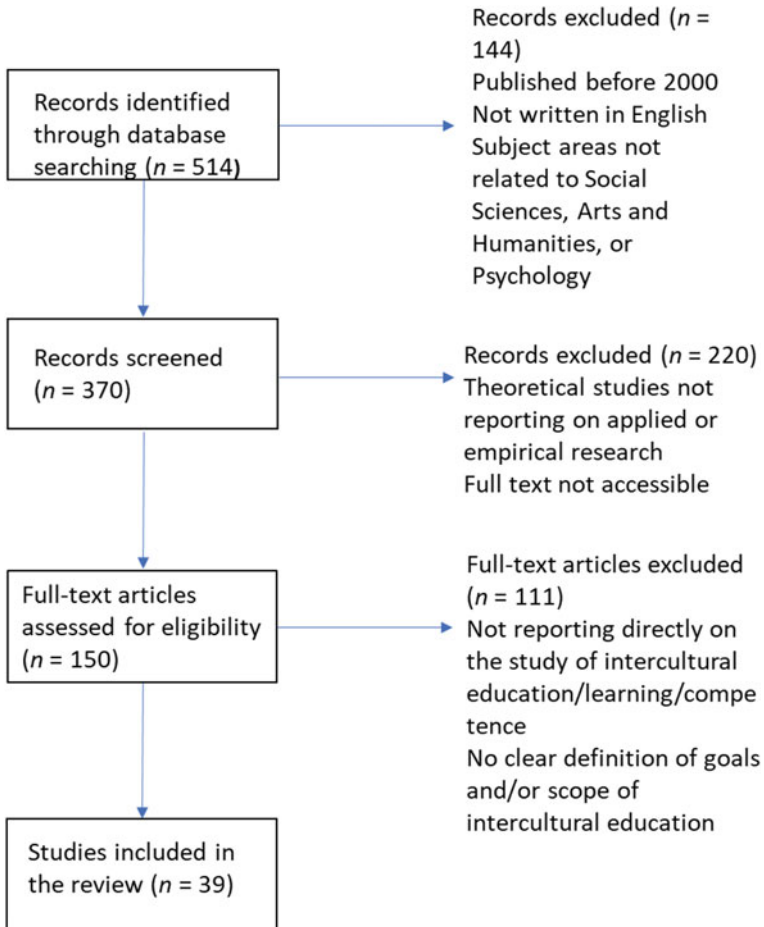 Records identified
through database
searching (n = 514)
Records excluded (n =
144)
Published before 2000
Not written in English
Subject areas not
related to Social
Sciences, Arts and
Humanities, or
Psychology
Records screened
(n = 370)
Records excluded (n = 220)
Theoretical studies not
reporting on applied or
empirical research
Full text not accessible
Full-text articles
assessed for eligibility
(n = 150)
Full-text articles excluded
(n = 111)
Not reporting directly on
the study of intercultural
education/learning/compe
tence
No clear definition of goals
and/or scope of
intercultural education
Studies included in
the review (n = 39)